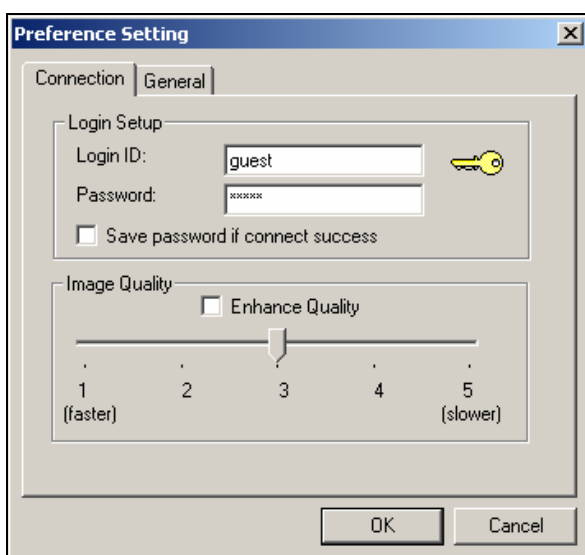 Preference Setting
Connection General
Login Setup
Login ID: guest
Password: *****
Save password if connect success
Image Quality
Enhance Quality
1 2 3 4 5
(faster) (slower)
OK Cancel